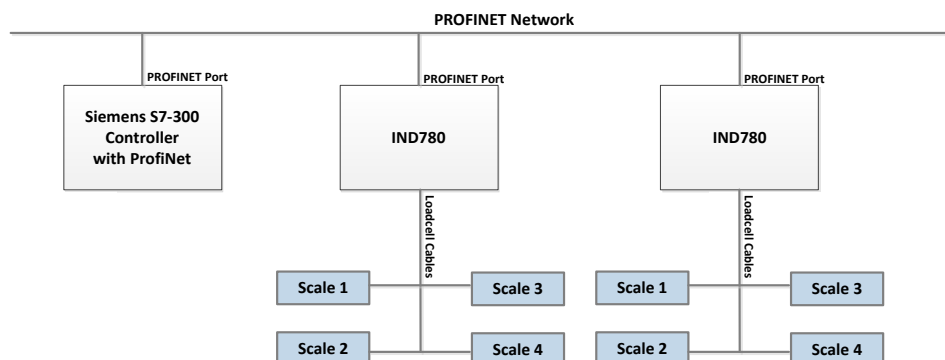 PROFINET Network
PROFINET Port
PROFINET Port
PROFINET Port
Siemens S7-300
Controller
with ProfiNet
IND780
IND780
Loadcell Cables
Loadcell Cables
Scale 1
Scale 3
Scale 1
Scale 3
Scale 2
Scale 4
Scale 2
Scale 4